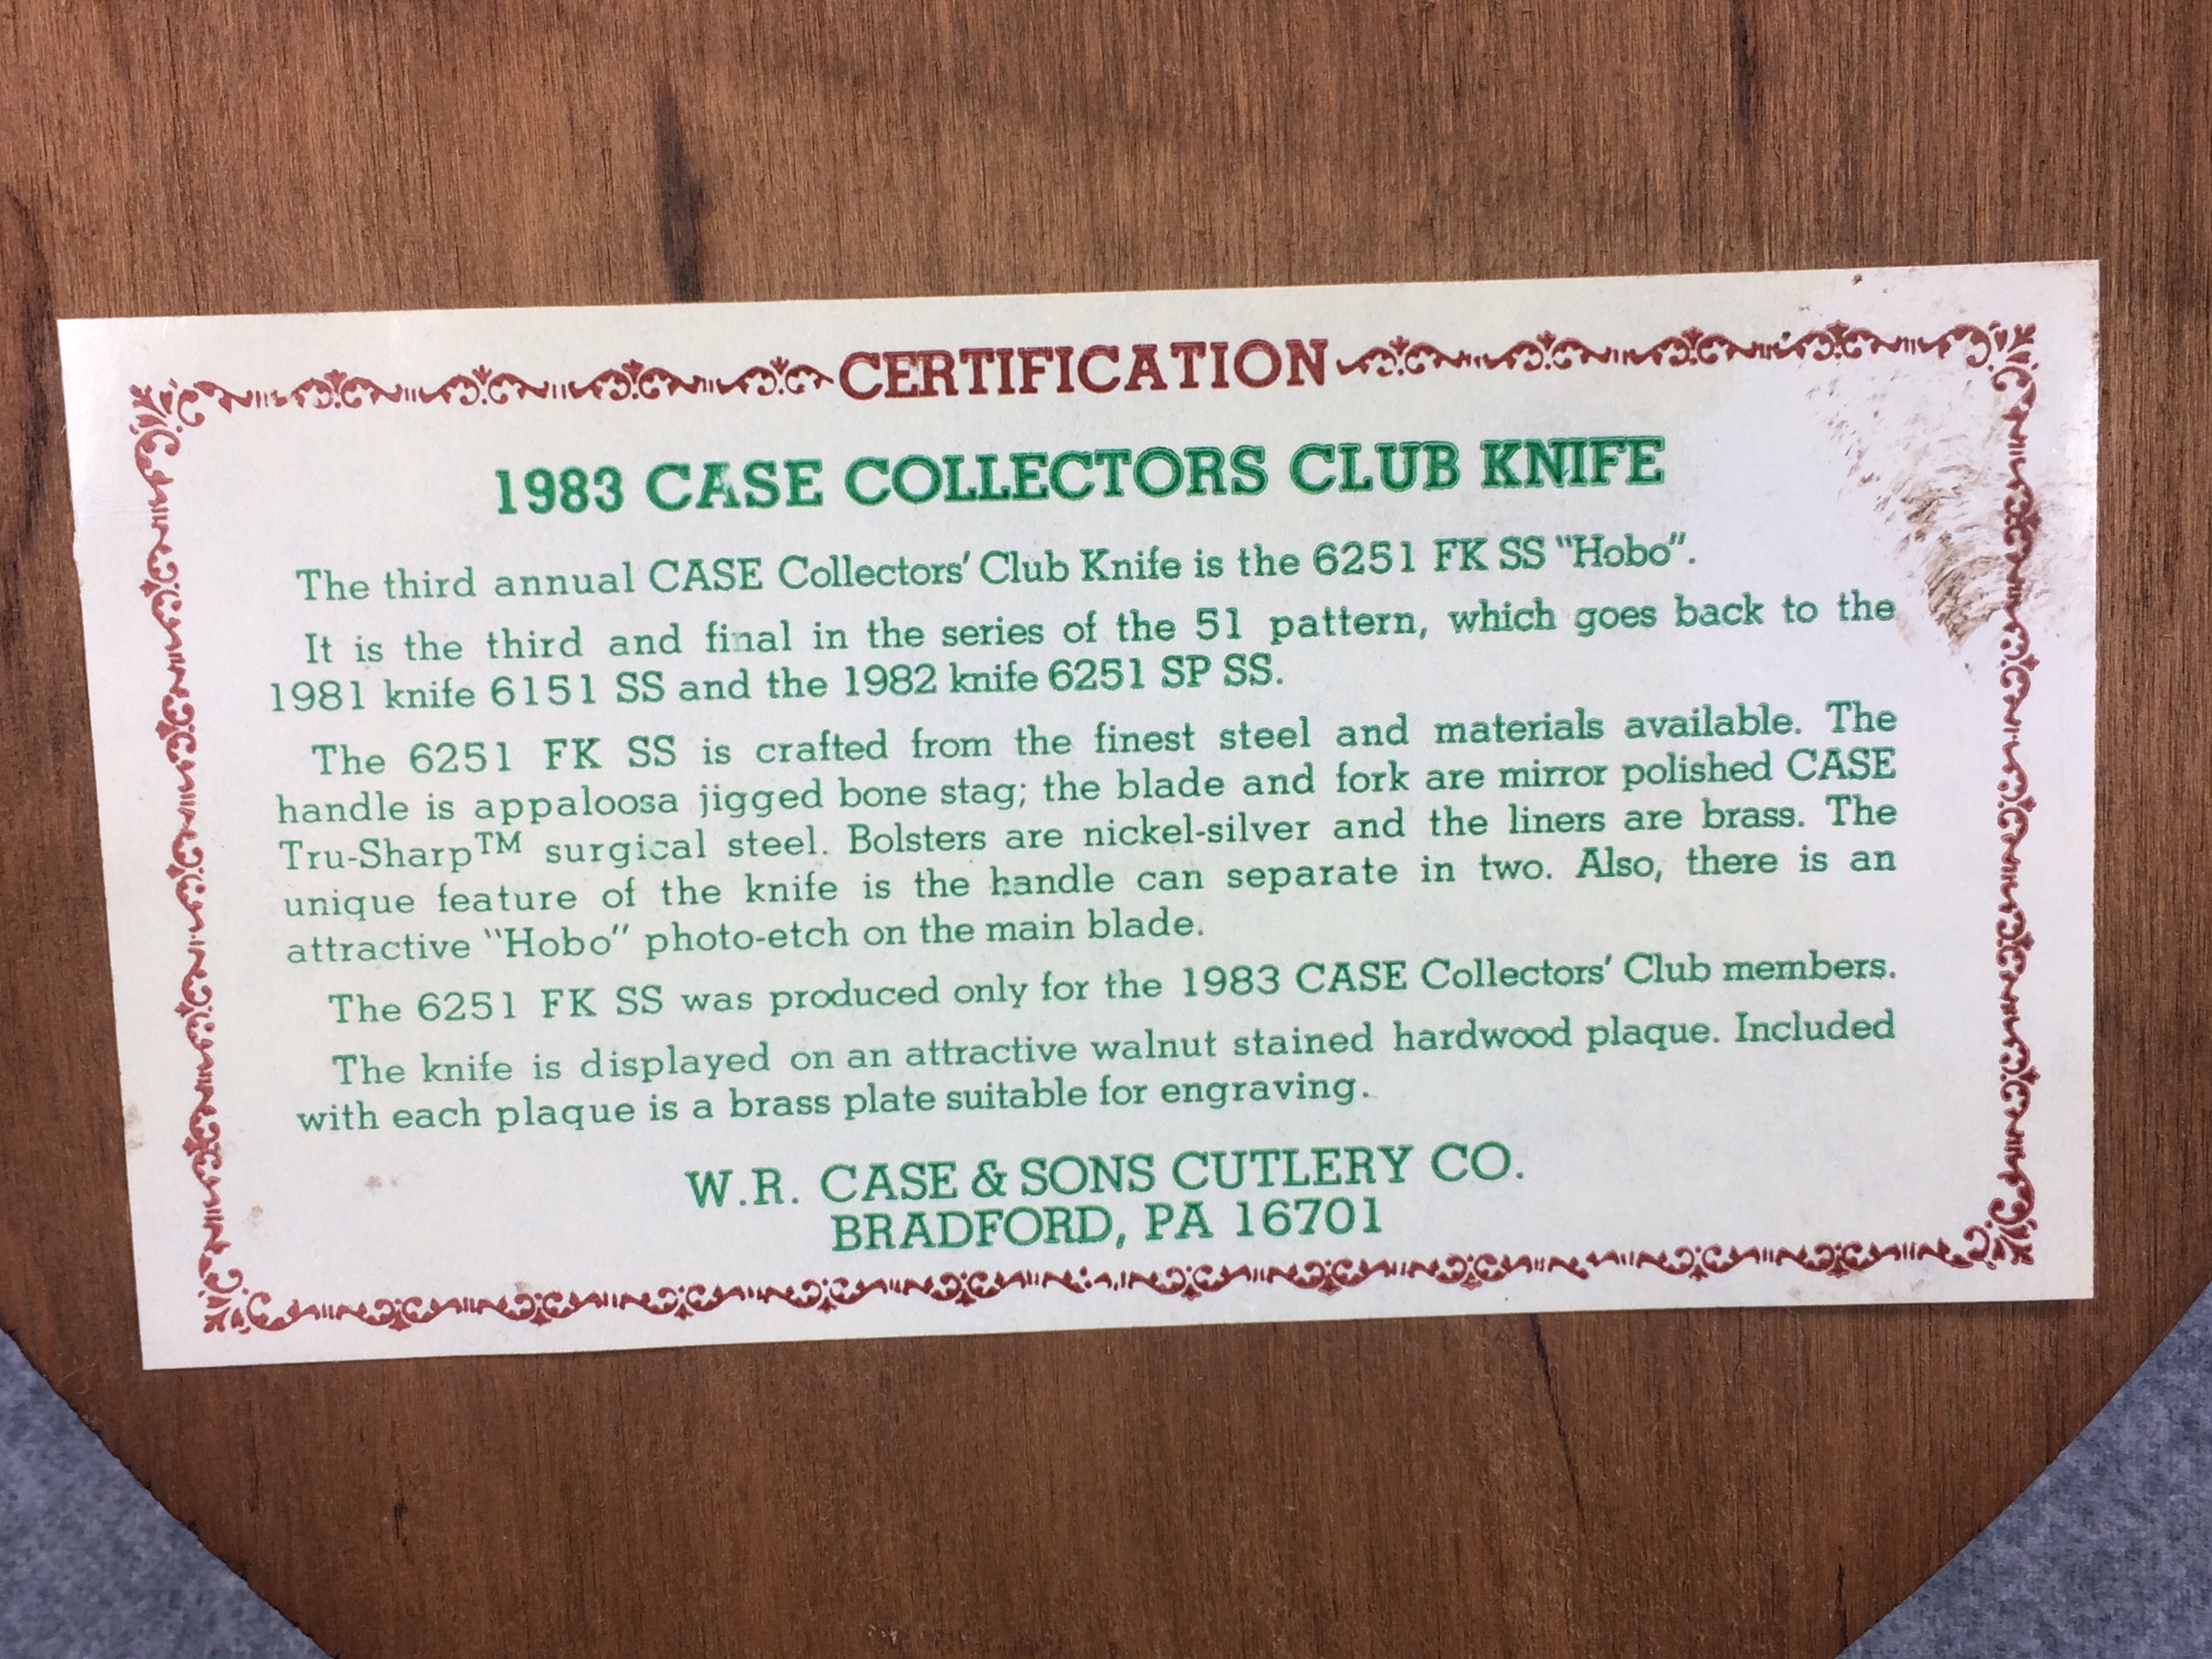 CERTIFICATION
1983 CASE COLLECTORS CLUB KNIFE
The third annual CASE Collectors' Club Knife is the 6251 FK SS "Hobo".
It is the third and final in the series of the 51 pattern, which goes back to the
1981 knife 6151 SS and the 1982 knife 6251 SP SS.
The 6251 FK SS is crafted from the finest steel and materials available. The
handle is appaloosa jigged bone stag; the blade and fork are mirror polished CASE
Tru-Sharp™ surgical steel. Bolsters are nickel-silver and the liners are brass. The
unique feature of the knife is the handle can separate in two. Also, there is an
attractive "Hobo" photo-etch on the main blade.
The 6251 FK SS was produced only for the 1983 CASE Collectors' Club members.
The knife is displayed on an attractive walnut stained hardwood plaque. Included
with each plaque is a brass plate suitable for engraving.
W.R. CASE & SONS CUTLERY CO.
BRADFORD, PA 16701